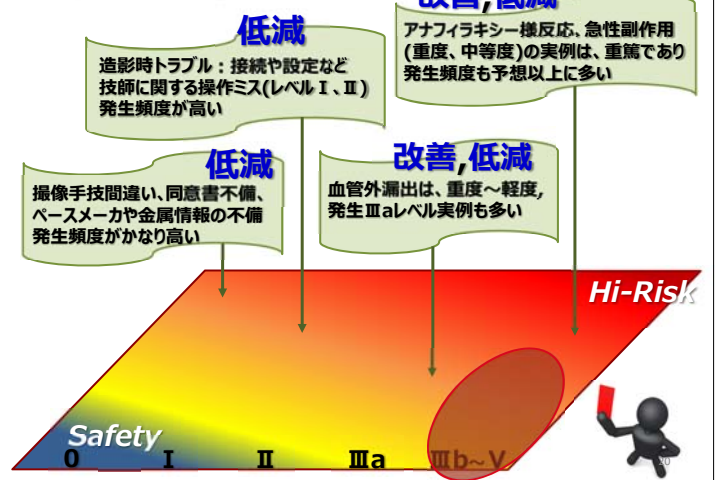 低減
造影時トラブル：接続や設定など
技師に関する操作ミス(レベルⅠ、Ⅱ)
発生頻度が高い
改善,低減
アナフィラキシー様反応、急性副作用
(重度、中等度)の実例は、重篤であり
発生頻度も予想以上に多い
低減
撮像手技間違い、同意書不備、
ペースメーカや金属情報の不備
発生頻度がかなり高い
改善,低減
血管外漏出は、重度～軽度,
発生Ⅲaレベル実例も多い
Hi-Risk
Safety
0 Ⅰ Ⅱ Ⅲa Ⅲb~Ⅴ
20